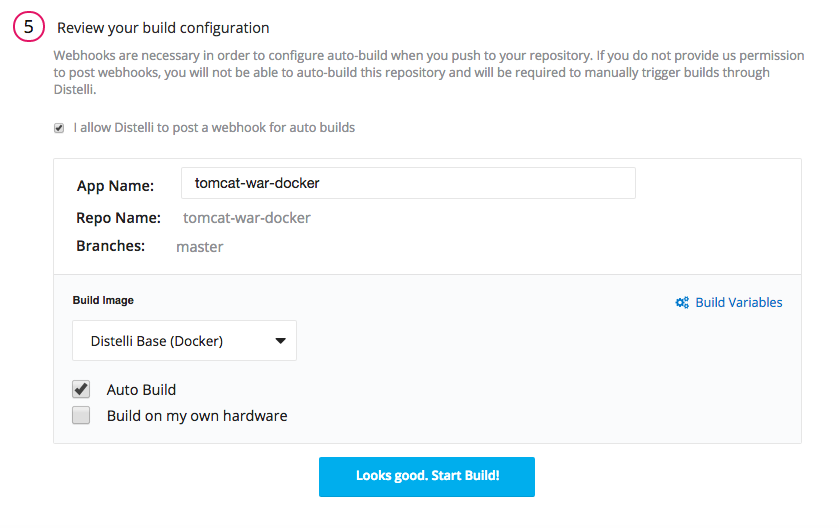 5 Review your build configuration
Webhooks are necessary in order to configure auto-build when you push to your repository. If you do not provide us permission
to post webhooks, you will not be able to auto-build this repository and will be required to manually trigger builds through
Distelli.
I allow Distelli to post a webhook for auto builds
App Name: tomcat-war-docker
Repo Name: tomcat-war-docker
Branches: master
Build Image
Build Variables
Distelli Base (Docker)
Auto Build
Build on my own hardware
Looks good. Start Build!